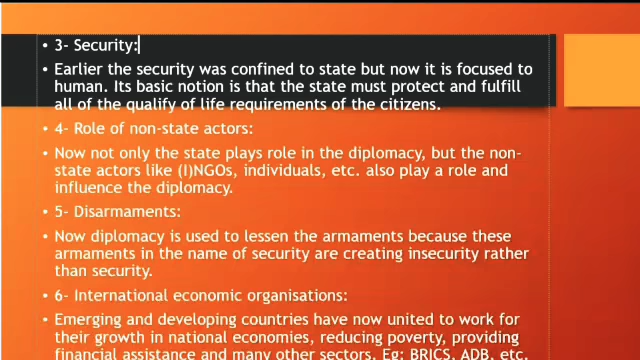 • 3- Security:
• Earlier the security was confined to state but now it is focused to
human. Its basic notion is that the state must protect and fulfill
all of the qualify of life requirements of the citizens.
• 4- Role of non-state actors:
• Now not only the state plays role in the diplomacy, but the non-
state actors like (I)NGOs, individuals, etc. also play a role and
influence the diplomacy.
• 5- Disarmaments:
• Now diplomacy is used to lessen the armaments because these
armaments in the name of security are creating insecurity rather
than security.
• 6- International economic organisations:
• Emerging and developing countries have now united to work for
their growth in national economies, reducing poverty, providing
financial assistance and many other sectors. Eg: BRICS, ADB, etc.